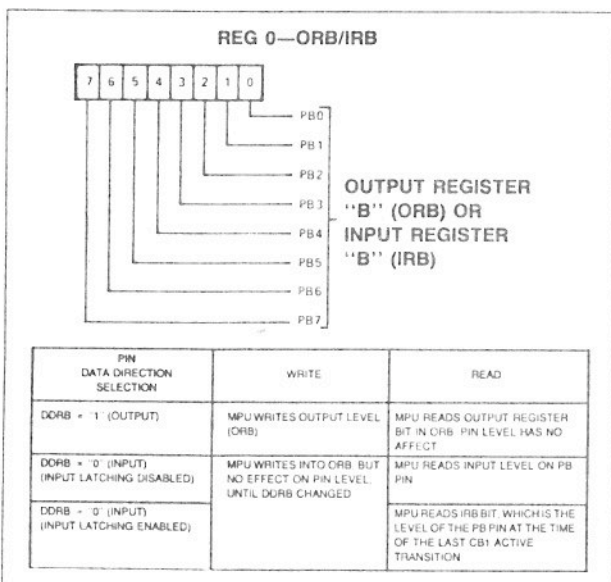 REG 0—ORB/IRB
7 6 5 4 3 2 1 0
PB0
PB1
PB2
PB3
PB4
PB5
PB6
PB7
OUTPUT REGISTER
"B" (ORB) OR
INPUT REGISTER
"B" (IRB)
PIN
DATA DIRECTION
SELECTION
WRITE
READ
DDRB = "1" (OUTPUT)
MPU WRITES OUTPUT LEVEL
(ORB)
MPU READS OUTPUT REGISTER
BIT IN ORB. PIN LEVEL HAS NO
AFFECT
DDRB = "0" (INPUT)
(INPUT LATCHING DISABLED)
MPU WRITES INTO ORB, BUT
NO EFFECT ON PIN LEVEL,
UNTIL DDRB CHANGED
MPU READS INPUT LEVEL ON PB
PIN
DDRB = "0" (INPUT)
(INPUT LATCHING ENABLED)
MPU READS IRB BIT, WHICH IS THE
LEVEL OF THE PB PIN AT THE TIME
OF THE LAST CB1 ACTIVE
TRANSITION